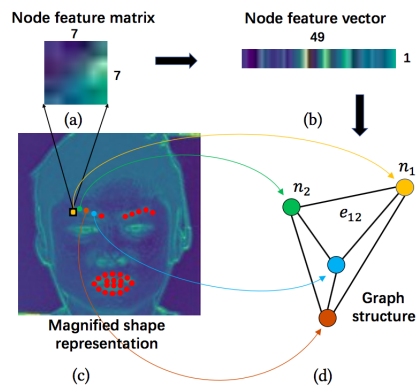 Node feature matrix
7
7
(a)
Node feature vector
49
1
(b)
n1
n2
e12
Magnified shape
representation
(c)
Graph
structure
(d)